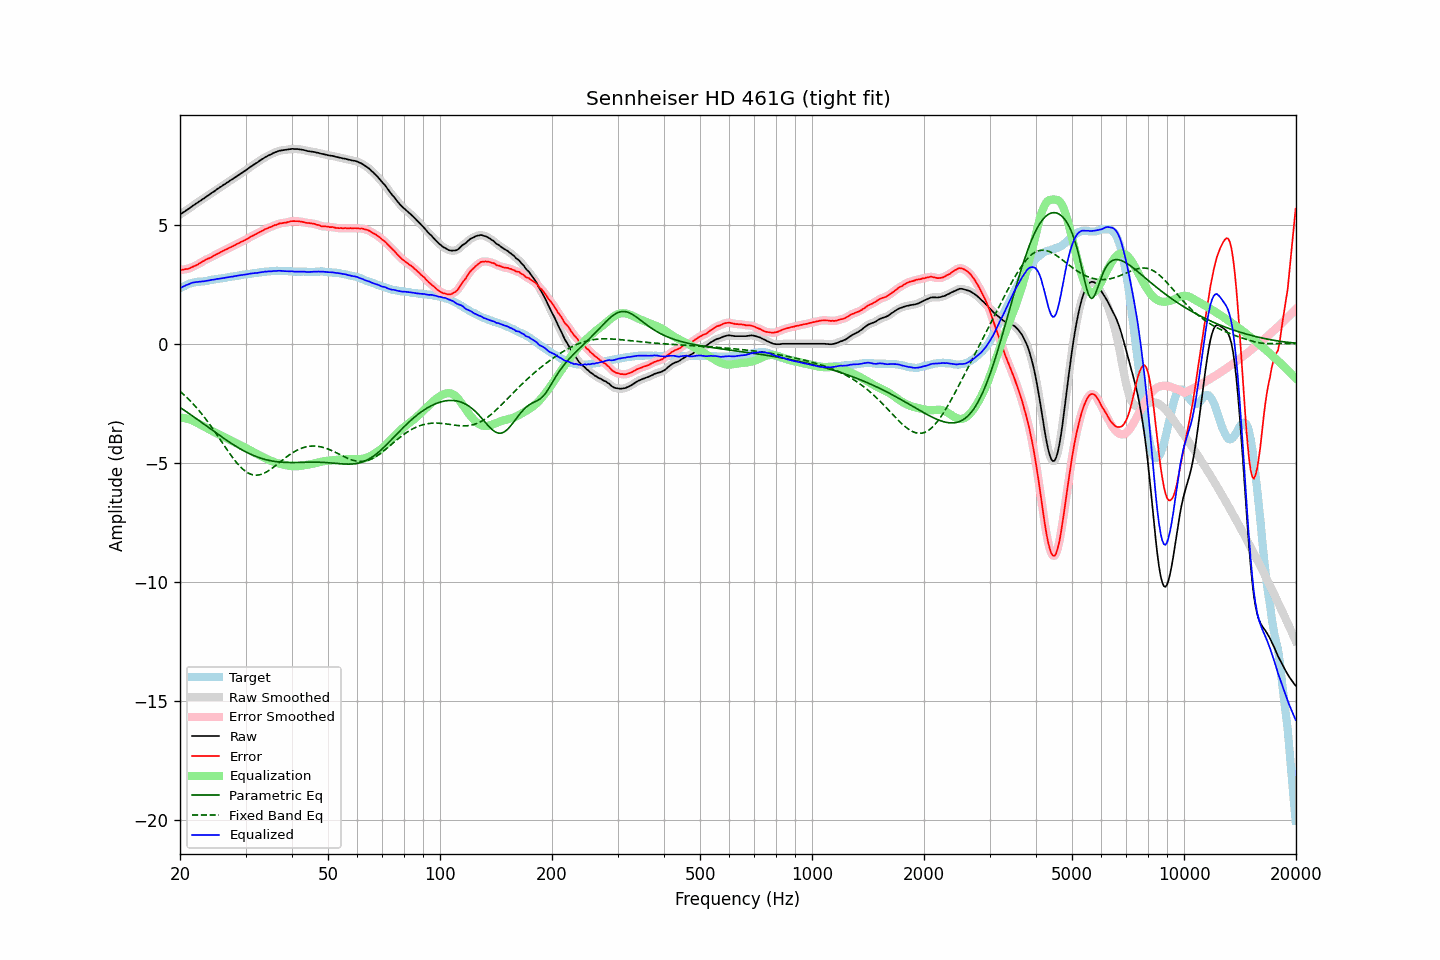 Sennheiser HD 461G (tight fit)
Amplitude (dBr)
5
0
−5
−10
−15
−20
Target
Raw Smoothed
Error Smoothed
Raw
Error
Equalization
Parametric Eq
Fixed Band Eq
Equalized
20 50 100 200 500 1000 2000 5000 10000 20000
Frequency (Hz)